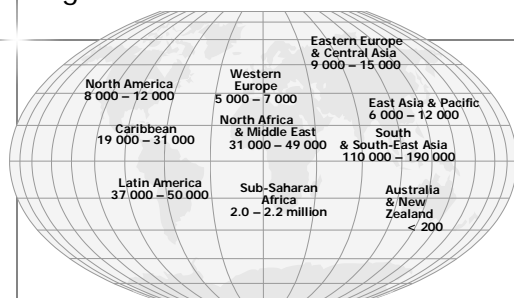 Eastern Europe
& Central Asia
9 000 – 15 000
North America
8 000 – 12 000
Western
Europe
5 000 – 7 000
East Asia & Pacific
6 000 – 12 000
Caribbean
19 000 – 31 000
North Africa
& Middle East
31 000 – 49 000
South
& South-East Asia
110 000 – 190 000
Latin America
37 000 – 50 000
Sub-Saharan
Africa
2.0 – 2.2 million
Australia
& New
Zealand
< 200